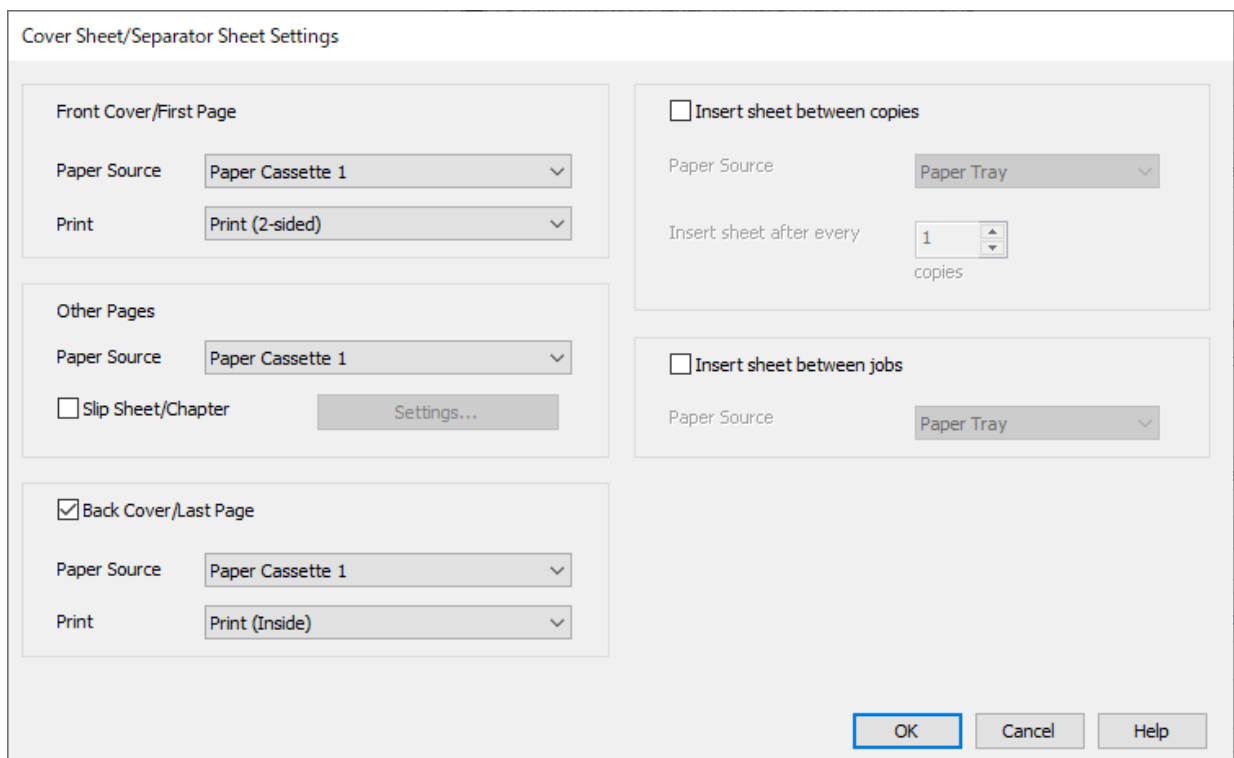 Cover Sheet/Separator Sheet Settings
Front Cover/First Page
Paper Source Paper Cassette 1
Print Print (2-sided)
Other Pages
Paper Source Paper Cassette 1
Slip Sheet/Chapter Settings...
Back Cover/Last Page
Paper Source Paper Cassette 1
Print Print (Inside)
Insert sheet between copies
Paper Source Paper Tray
Insert sheet after every 1
copies
Insert sheet between jobs
Paper Source Paper Tray
OK Cancel Help